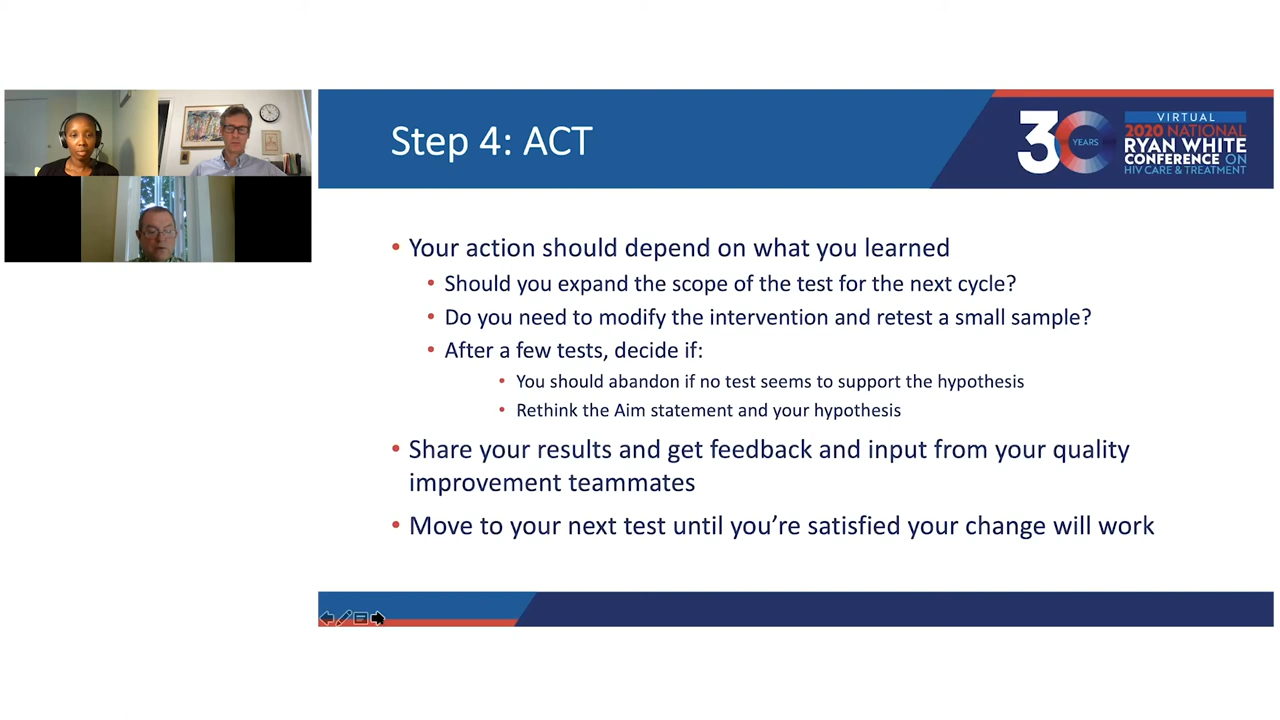 Step 4: ACT
30
YEARS
VIRTUAL
2020 NATIONAL
RYAN WHITE
CONFERENCE ON
HIV CARE & TREATMENT
• Your action should depend on what you learned
• Should you expand the scope of the test for the next cycle?
• Do you need to modify the intervention and retest a small sample?
• After a few tests, decide if:
• You should abandon if no test seems to support the hypothesis
• Rethink the Aim statement and your hypothesis
• Share your results and get feedback and input from your quality
improvement teammates
• Move to your next test until you’re satisfied your change will work